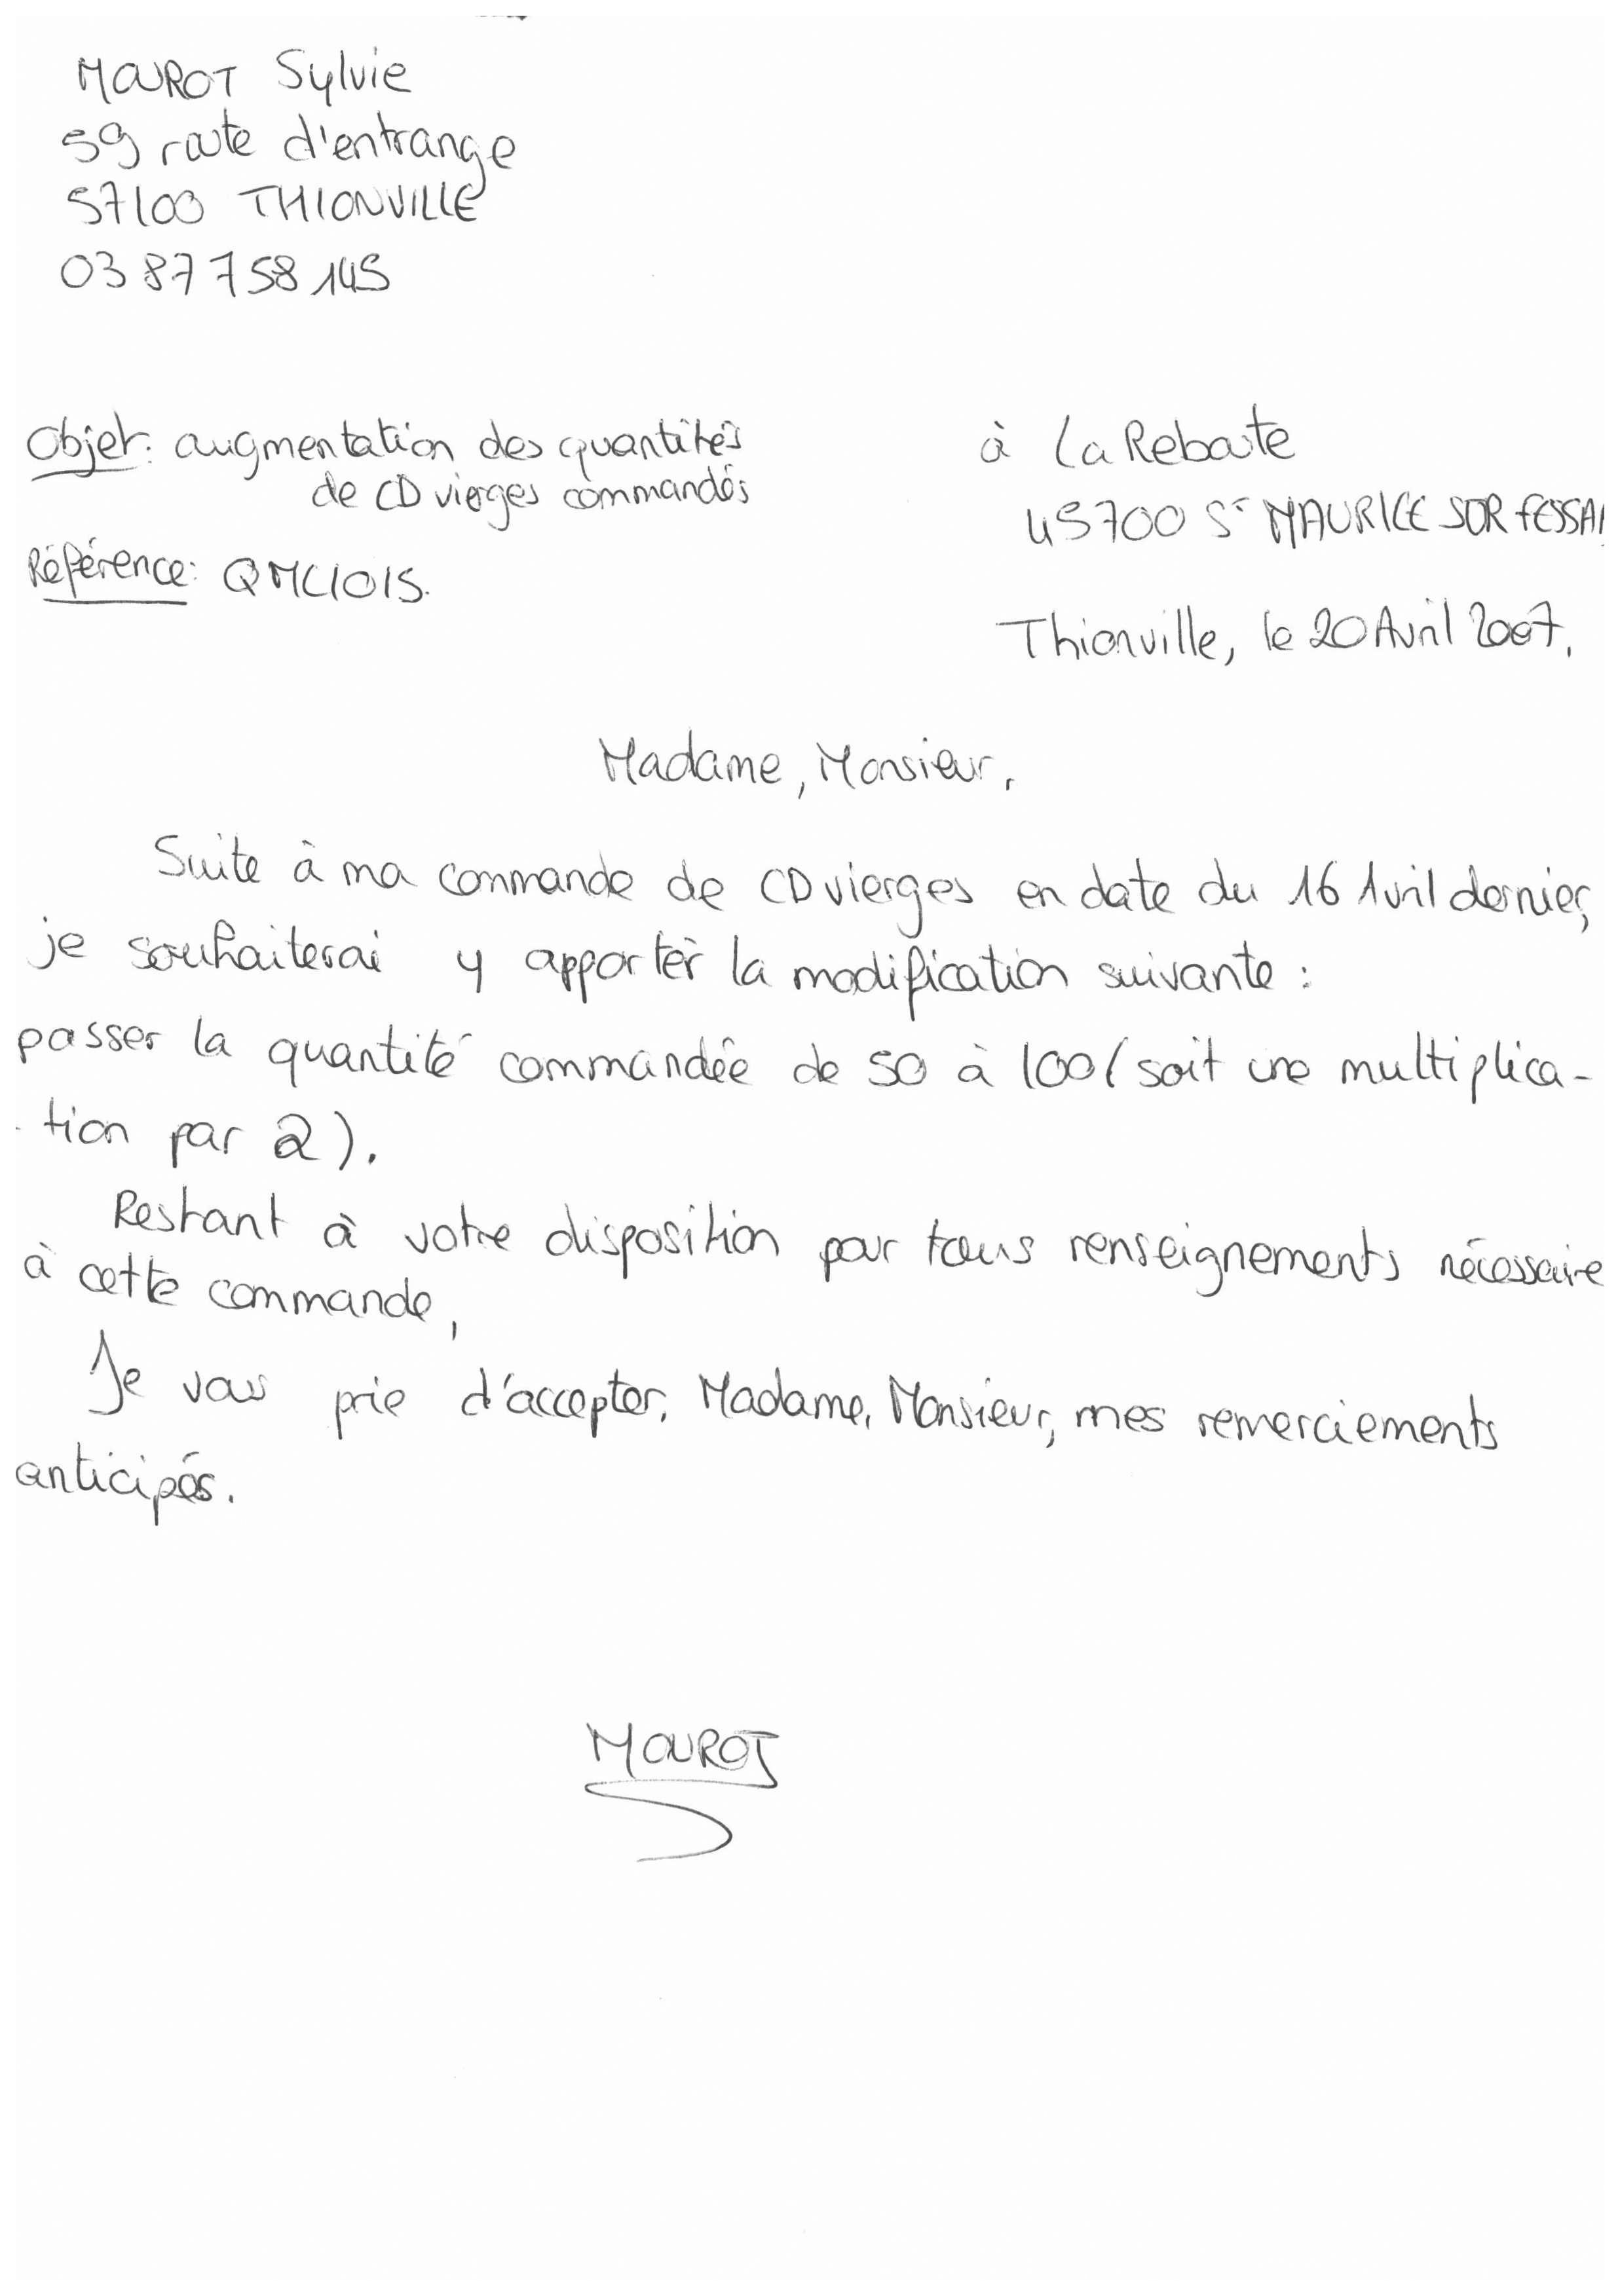 MOUROT Sylvie
59 route d'entrange
57100 THIONVILLE
03 87 758 145
Objet: augmentation des quantités
de CD vierges commandés
Référence: QMC1015.
à La Reboute
45700 St MAURICE SUR FESSAI
Thionville, le 20 Avril 2007.
Madame, Monsieur,
Suite à ma commande de CD vierges en date du 16 Avril dernier,
je souhaiterai y apporter la modification suivante :
passer la quantité commandée de 50 à 100 (soit une multiplica-
tion par 2).
Restant à votre disposition pour tous renseignements nécessaire
à cette commande,
Je vous prie d'accepter, Madame, Monsieur, mes remerciements
anticipés.
MOUROT